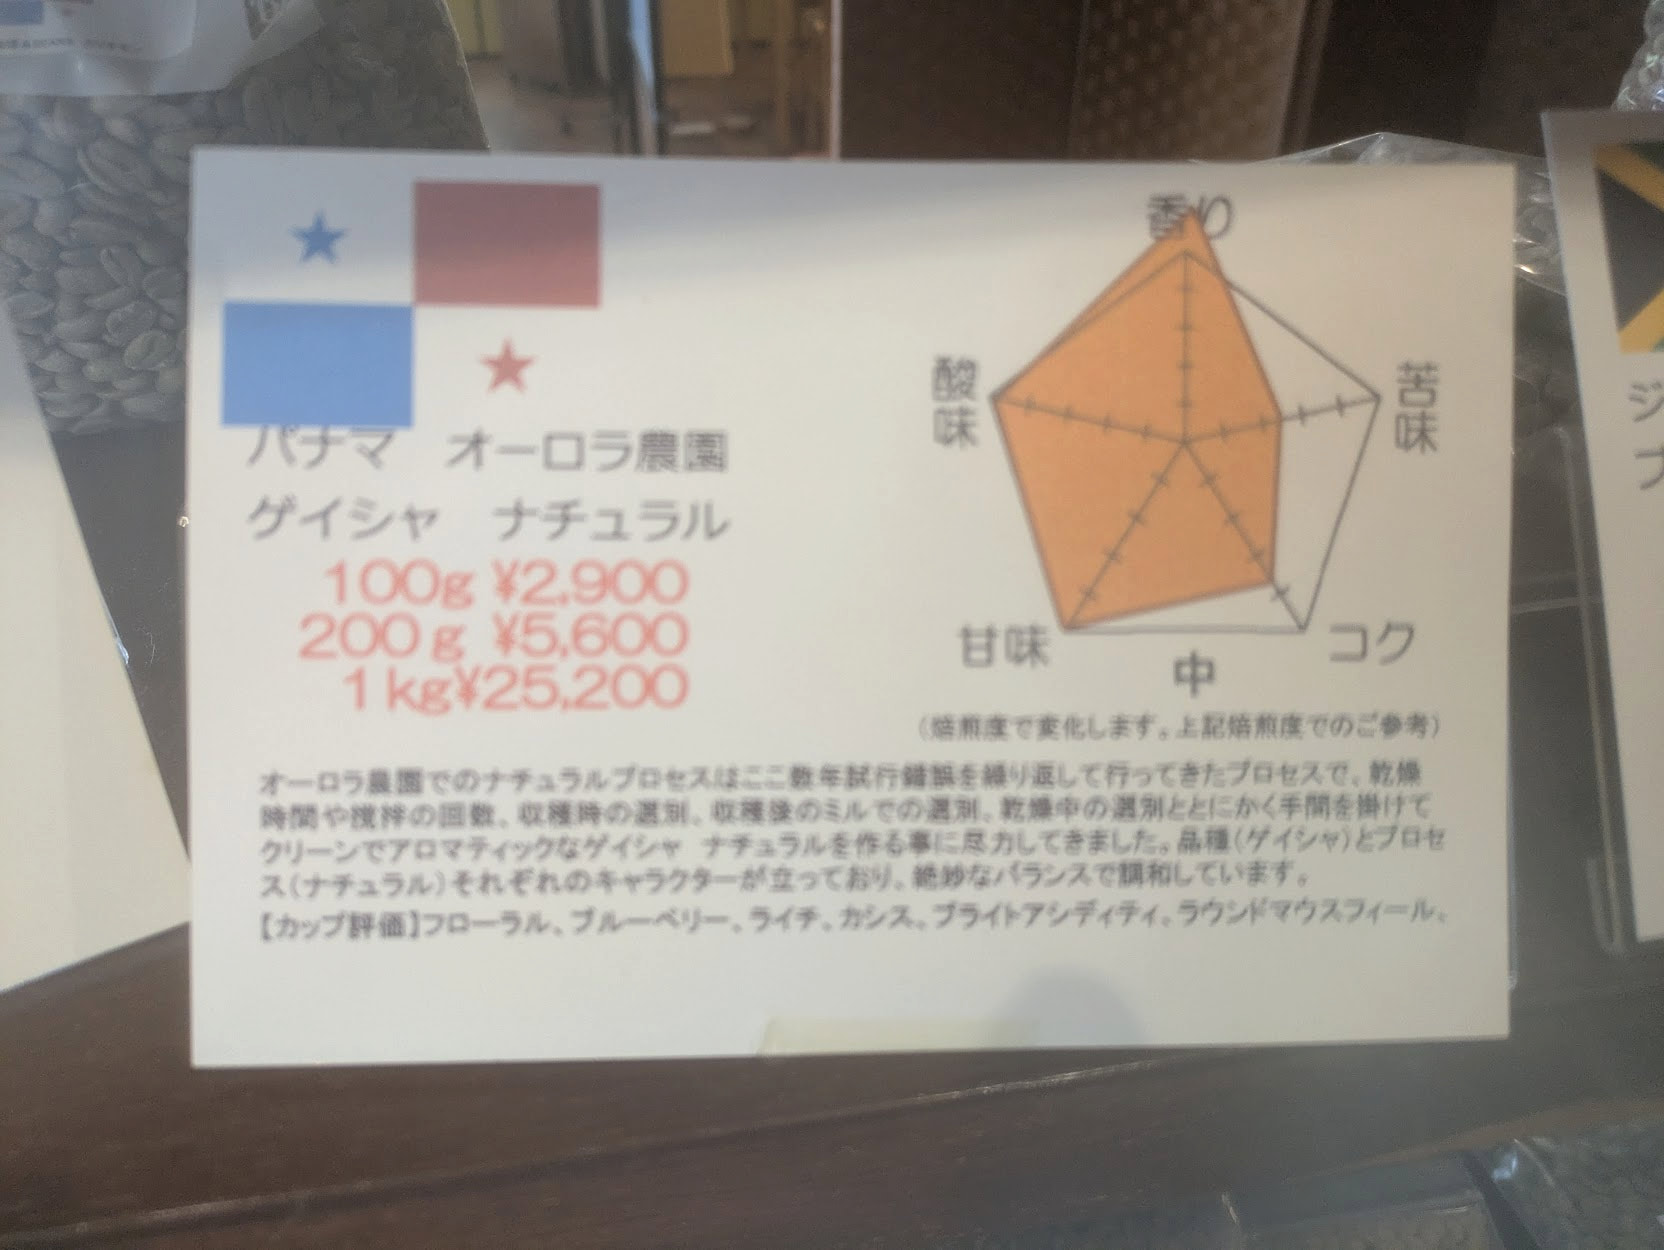 パナマ　オーロラ農園
ゲイシャ　ナチュラル
100g ¥2,900
200g ¥5,600
1kg¥25,200
香り
酸味
苦味
甘味
コク
中
(焙煎度で変化します。上記焙煎度でのご参考)
オーロラ農園でのナチュラルプロセスはここ数年試行錯誤を繰り返して行ってきたプロセスで、乾燥
時間や攪拌の回数、収穫時の選別、収穫後のミルでの選別、乾燥中の選別ととにかく手間を掛けて
クリーンでアロマティックなゲイシャ　ナチュラルを作る事に尽力してきました。品種(ゲイシャ)とプロセ
ス(ナチュラル)それぞれのキャラクターが立っており、絶妙なバランスで調和しています。
【カップ評価】フローラル、ブルーベリー、ライチ、カシス、ブライトアシディティ、ラウンドマウスフィール、
ジ
ナ